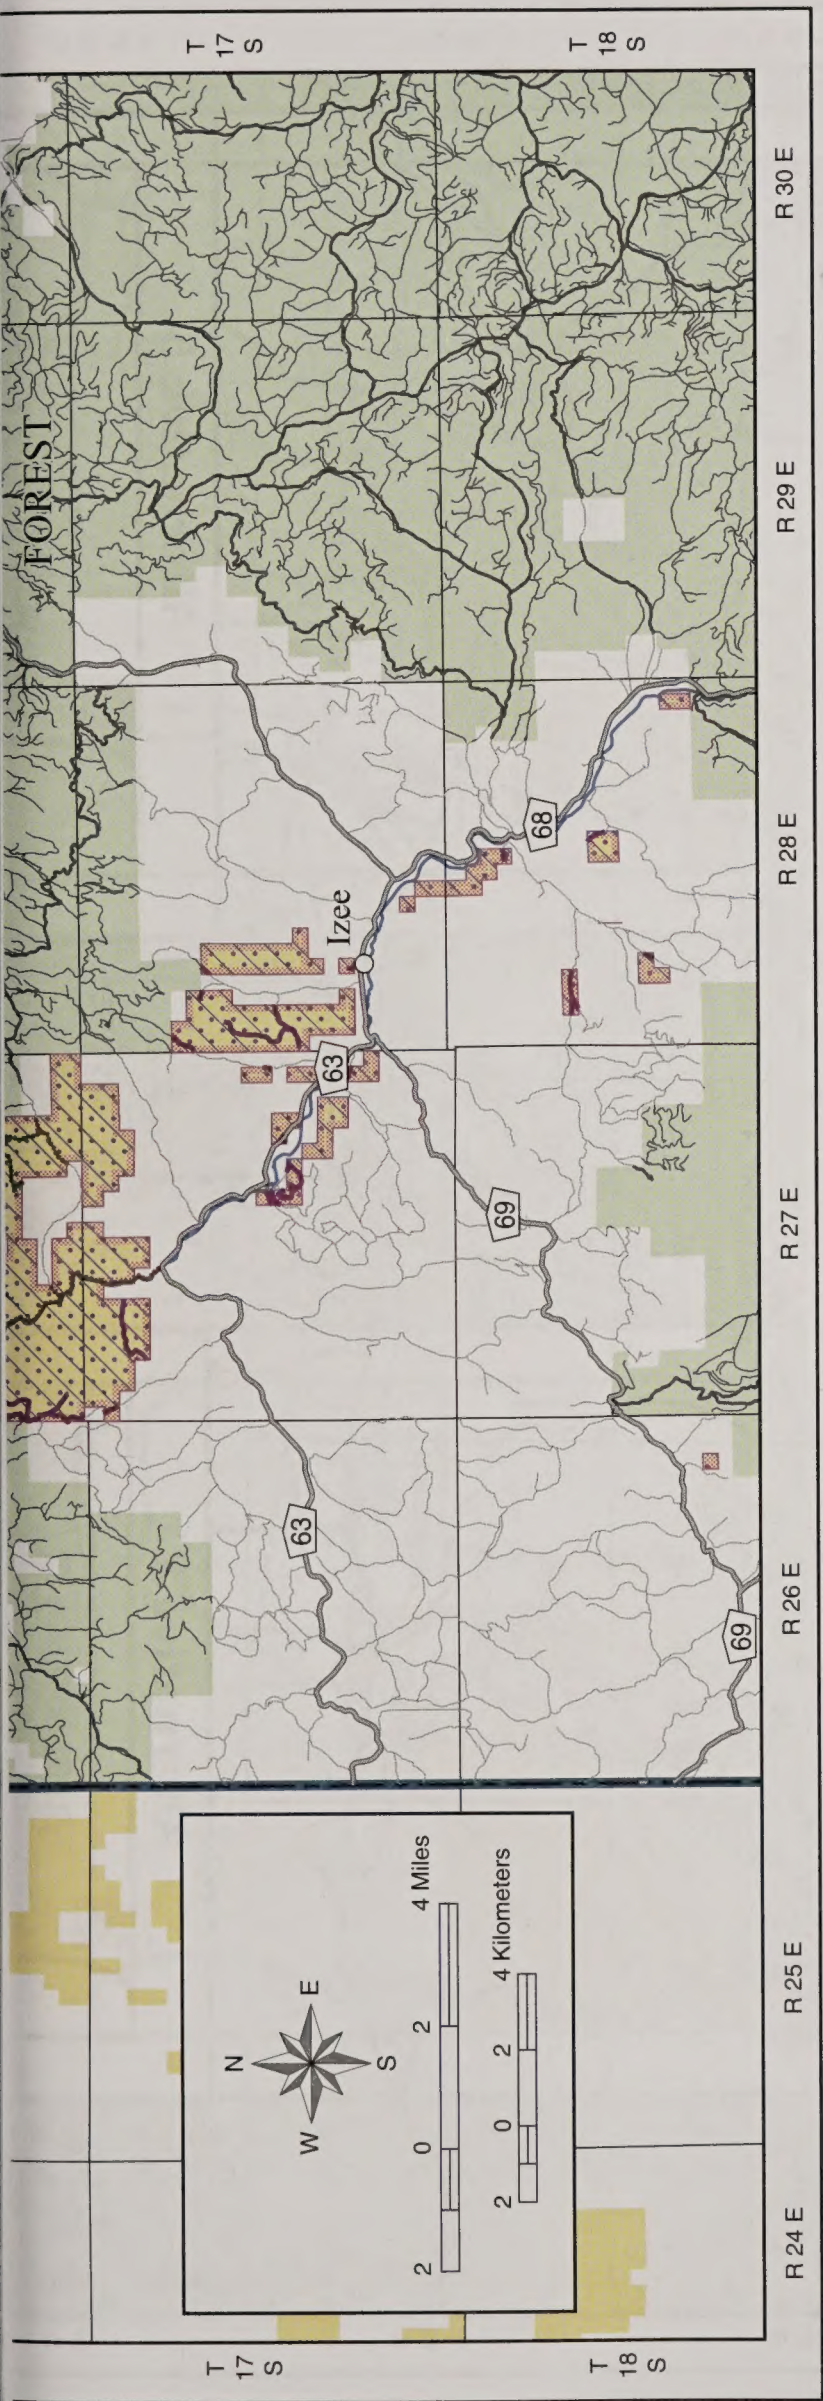 T
17
S
T
18
S
FOREST
Izee
63
68
69
63
69
N
W
E
S
2
0
2
4 Miles
2
0
2
4 Kilometers
T
17
S
T
18
S
R 24 E
R 25 E
R 26 E
R 27 E
R 28 E
R 29 E
R 30 E